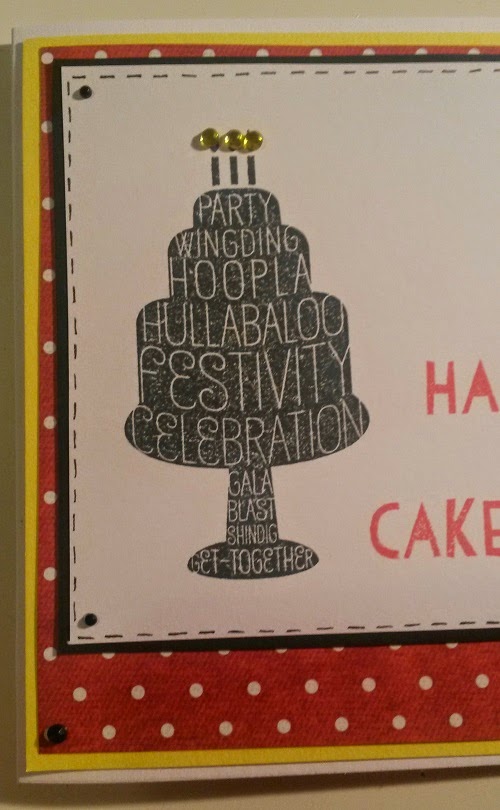 PARTY
WINGDING
HOOPLA
HULLABALOO
FESTIVITY
CELEBRATION
GALA
BLAST
SHINDIG
GET-TOGETHER
HA
CAKE